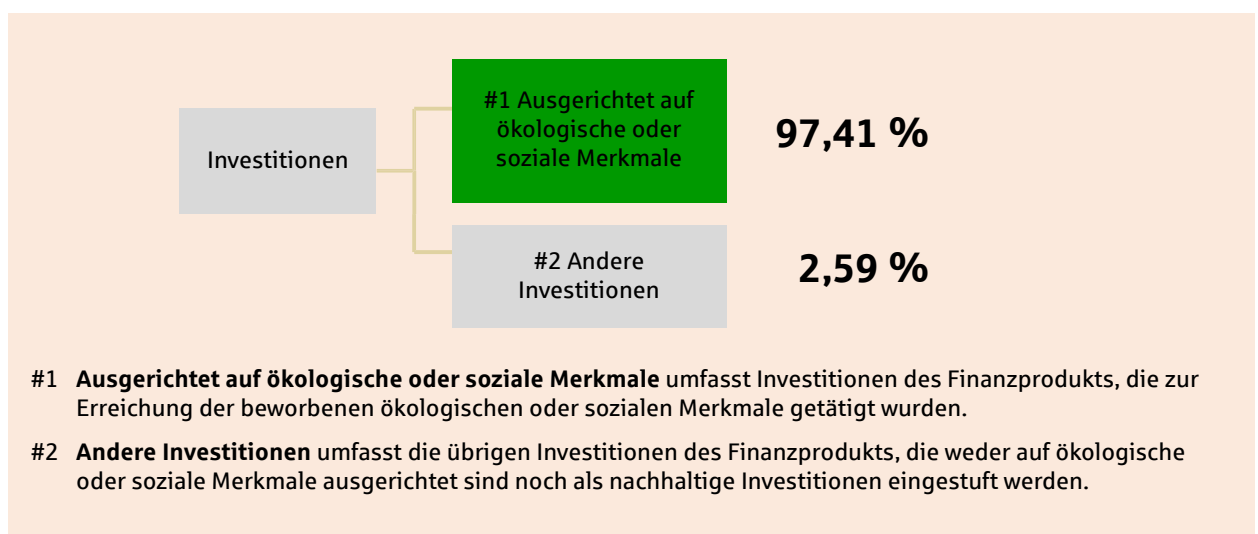 #1 Ausgerichtet auf
ökologische oder
soziale Merkmale
97,41 %
Investitionen
#2 Andere
Investitionen
2,59 %
#1 Ausgerichtet auf ökologische oder soziale Merkmale umfasst Investitionen des Finanzprodukts, die zur
Erreichung der beworbenen ökologischen oder sozialen Merkmale getätigt wurden.
#2 Andere Investitionen umfasst die übrigen Investitionen des Finanzprodukts, die weder auf ökologische
oder soziale Merkmale ausgerichtet sind noch als nachhaltige Investitionen eingestuft werden.